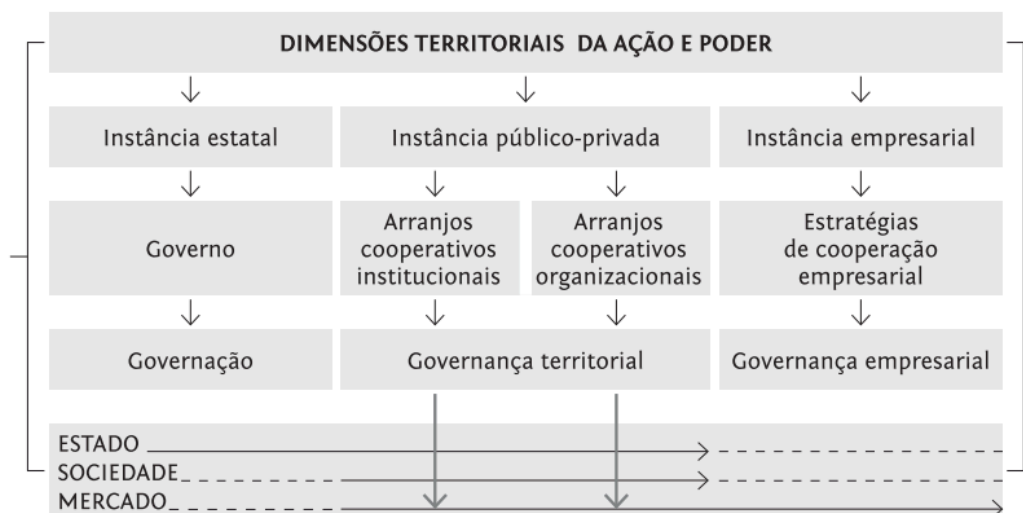 DIMENSÕES TERRITORIAIS DA AÇÃO E PODER
Instância estatal
Instância público-privada
Instância empresarial
Governo
Arranjos
cooperativos
institucionais
Arranjos
cooperativos
organizacionais
Estratégias
de cooperação
empresarial
Governação
Governança territorial
Governança empresarial
ESTADO
SOCIEDADE
MERCADO